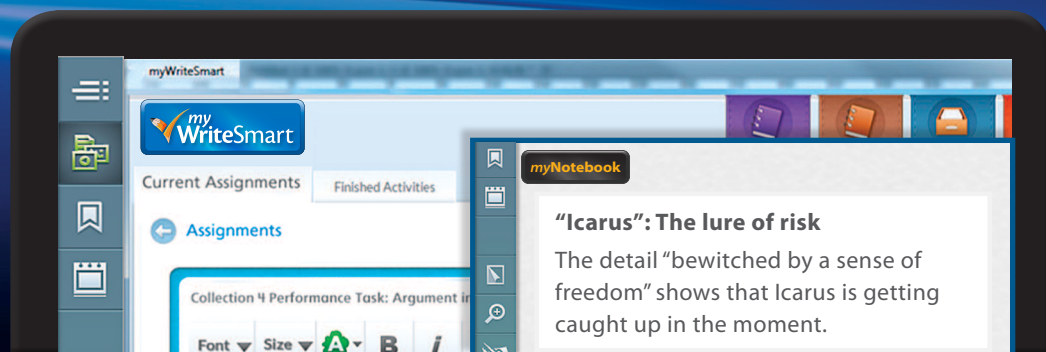 myWriteSmart
my
WriteSmart
Current Assignments
Finished Activities
Assignments
Collection 4 Performance Task: Argument in
Font
Size
A
B
i
myNotebook
“Icarus”: The lure of risk
The detail “bewitched by a sense of
freedom” shows that Icarus is getting
caught up in the moment.